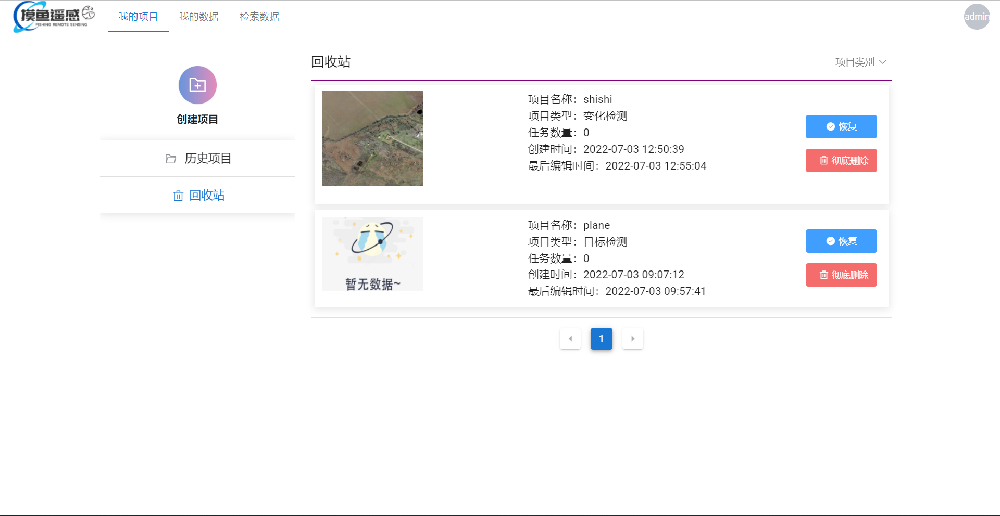 摸鱼遥感
FISHING REMOTE SENSING
我的项目
我的数据
检索数据
admin
创建项目
历史项目
回收站
回收站
项目类别
项目名称：shishi
项目类型：变化检测
任务数量：0
创建时间：2022-07-03 12:50:39
最后编辑时间：2022-07-03 12:55:04
恢复
彻底删除
暂无数据~
项目名称：plane
项目类型：目标检测
任务数量：0
创建时间：2022-07-03 09:07:12
最后编辑时间：2022-07-03 09:57:41
恢复
彻底删除
1